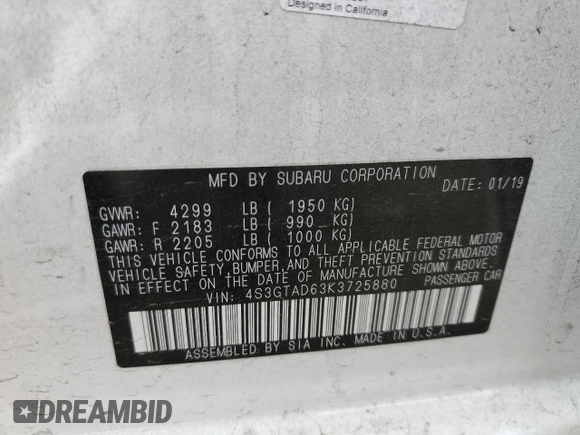 Designed in California
MFD BY SUBARU CORPORATION
DATE: 01/19
GVWR: 4299 LB ( 1950 KG)
GAWR: F 2183 LB ( 990 KG)
GAWR: R 2205 LB ( 1000 KG)
THIS VEHICLE CONFORMS TO ALL APPLICABLE FEDERAL MOTOR
VEHICLE SAFETY, BUMPER, AND THEFT PREVENTION STANDARDS
IN EFFECT ON THE DATE OF MANUFACTURE SHOWN ABOVE.
VIN: 4S3GTAD63K3725880 PASSENGER CAR
ASSEMBLED BY SIA INC. MADE IN U.S.A.
DREAMBID